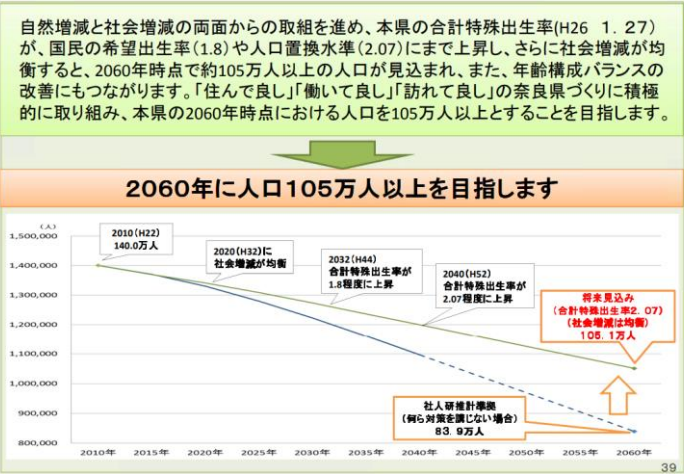 自然増減と社会増減の両面からの取組を進め、本県の合計特殊出生率(H26 1.27)
が、国民の希望出生率(1.8)や人口置換水準(2.07)にまで上昇し、さらに社会増減が均
衡すると、2060年時点で約105万人以上の人口が見込まれ、また、年齢構成バランスの
改善にもつながります。「住んで良し」「働いて良し」「訪れて良し」の奈良県づくりに積極
的に取り組み、本県の2060年時点における人口を105万人以上とすることを目指します。
2060年に人口105万人以上を目指します
(人)
1,500,000
1,400,000
1,300,000
1,200,000
1,100,000
1,000,000
900,000
800,000
2010(H22)
140.0万人
2020(H32)に
社会増減が均衡
2032(H44)
合計特殊出生率が
1.8程度に上昇
2040(H52)
合計特殊出生率が
2.07程度に上昇
将来見込み
(合計特殊出生率2.07)
(社会増減は均衡)
105.1万人
社人研推計準拠
(何ら対策を講じない場合)
83.9万人
2010年 2015年 2020年 2025年 2030年 2035年 2040年 2045年 2050年 2055年 2060年
39